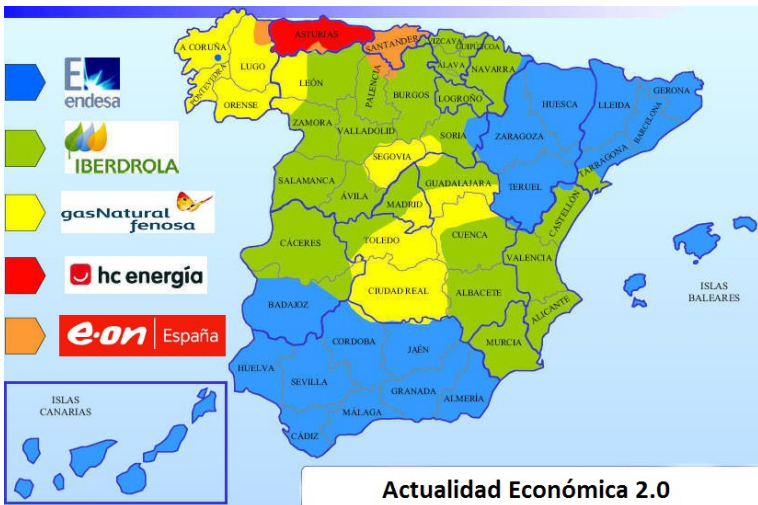 ASTURIAS
SANTANDER
A CORUÑA
LUGO
PONTEVEDRA
ORENSE
VIZCAYA
GUIPUZCOA
ALAVA
NAVARRA
LEÓN
PALENCIA
BURGOS
LOGROÑO
HUESCA
LLEIDA
GERONA
BARCELONA
TARRAGONA
ZAMORA
VALLADOLID
SORIA
ZARAGOZA
SEGOVIA
SALAMANCA
ÁVILA
MADRID
GUADALAJARA
TERUEL
CASTELLÓN
CÁCERES
TOLEDO
CUENCA
VALENCIA
BADAJOZ
CIUDAD REAL
ALBACETE
ALICANTE
MURCIA
HUELVA
SEVILLA
CORDOBA
JAÉN
GRANADA
ALMERÍA
MÁLAGA
CÁDIZ
ISLAS
BALEARES
ISLAS
CANARIAS
E
endesa
IBERDROLA
gasNatural
fenosa
hc energía
e·on España
Actualidad Económica 2.0